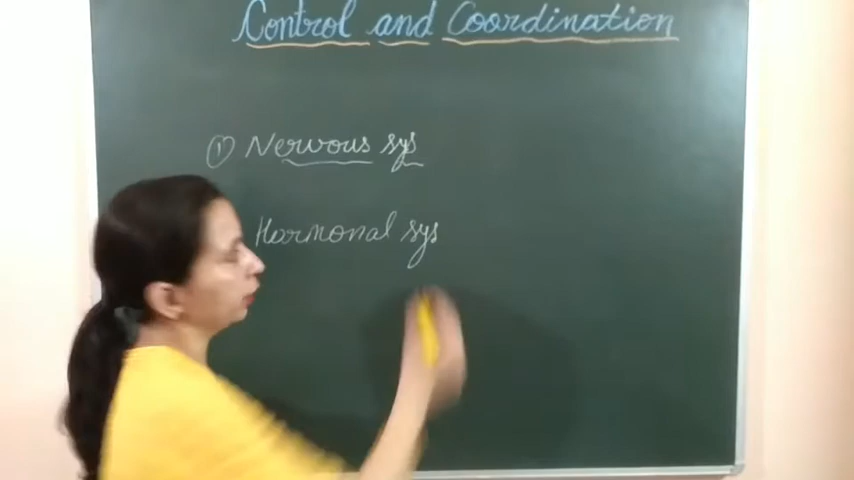 Control and Coordination
① Nervous sys
Hormonal sys